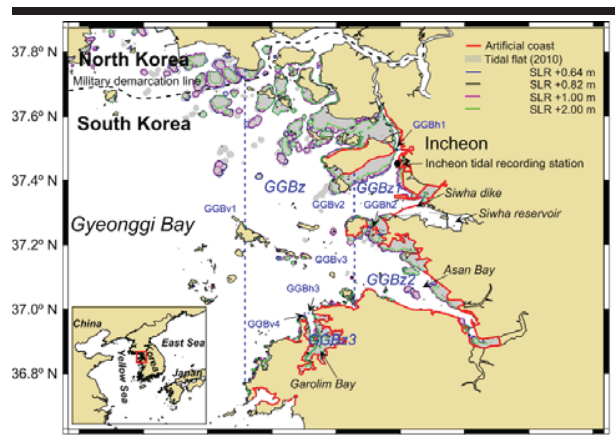 37.8°N
37.6°N
37.4°N
37.2°N
37.0°N
36.8°N
North Korea
Military demarcation line
South Korea
Artificial coast
Tidal flat (2010)
SLR +0.64 m
SLR +0.82 m
SLR +1.00 m
SLR +2.00 m
GGBh1
Incheon
Incheon tidal recording station
GGBz
GGBz1
Siwha dike
GGBv1
GGBv2
GGBh2
Siwha reservoir
Gyeonggi Bay
GGBv3
Asan Bay
GGBz2
GGBh3
GGBv4
GGBz3
Garolim Bay
China
East Sea
Korea
Yellow Sea
Japan